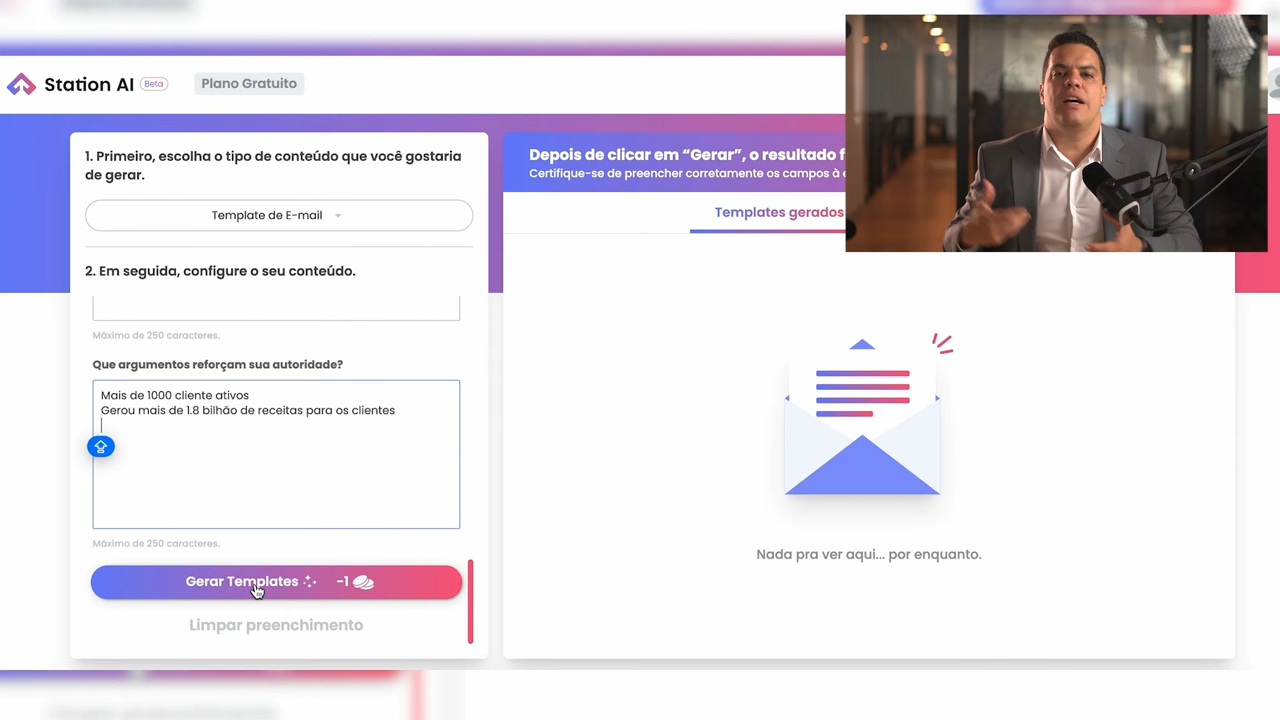 Station AI Beta Plano Gratuito
1. Primeiro, escolha o tipo de conteúdo que você gostaria
de gerar.
Template de E-mail
2. Em seguida, configure o seu conteúdo.
Máximo de 250 caracteres.
Que argumentos reforçam sua autoridade?
Mais de 1000 cliente ativos
Gerou mais de 1.8 bilhão de receitas para os clientes
Máximo de 250 caracteres.
Gerar Templates -1
Limpar preenchimento
Depois de clicar em “Gerar”, o resultado
Certifique-se de preencher corretamente os campos à
Templates gerados
Nada pra ver aqui... por enquanto.